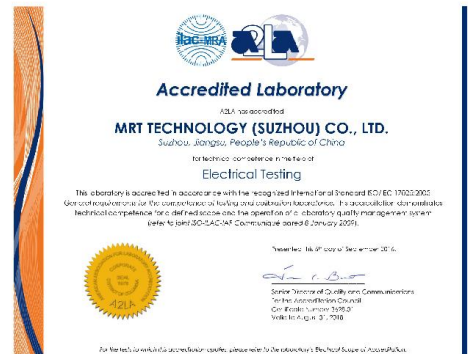 ilac-MRA
A2LA
Accredited Laboratory
A2LA has accredited
MRT TECHNOLOGY (SUZHOU) CO., LTD.
Suzhou, Jiangsu, People's Republic of China
for technical competence in the field of
Electrical Testing
This laboratory is accredited in accordance with the recognized International Standard ISO/IEC 17025:2005
General requirements for the competence of testing and calibration laboratories. This accreditation demonstrates
technical competence for a defined scope and the operation of a laboratory quality management system
(refer to joint ISO-ILAC-IAF Communiqué dated 8 January 2009).
Presented this day of September 2016.
CORPORATE
SEAL
A2LA
Senior Director of Quality and Communications
For the Accreditation Council
Certificate Number
Valid to August 31, 2018
For the tests to which this accreditation applies, please refer to the laboratory's Electrical Scope of Accreditation.